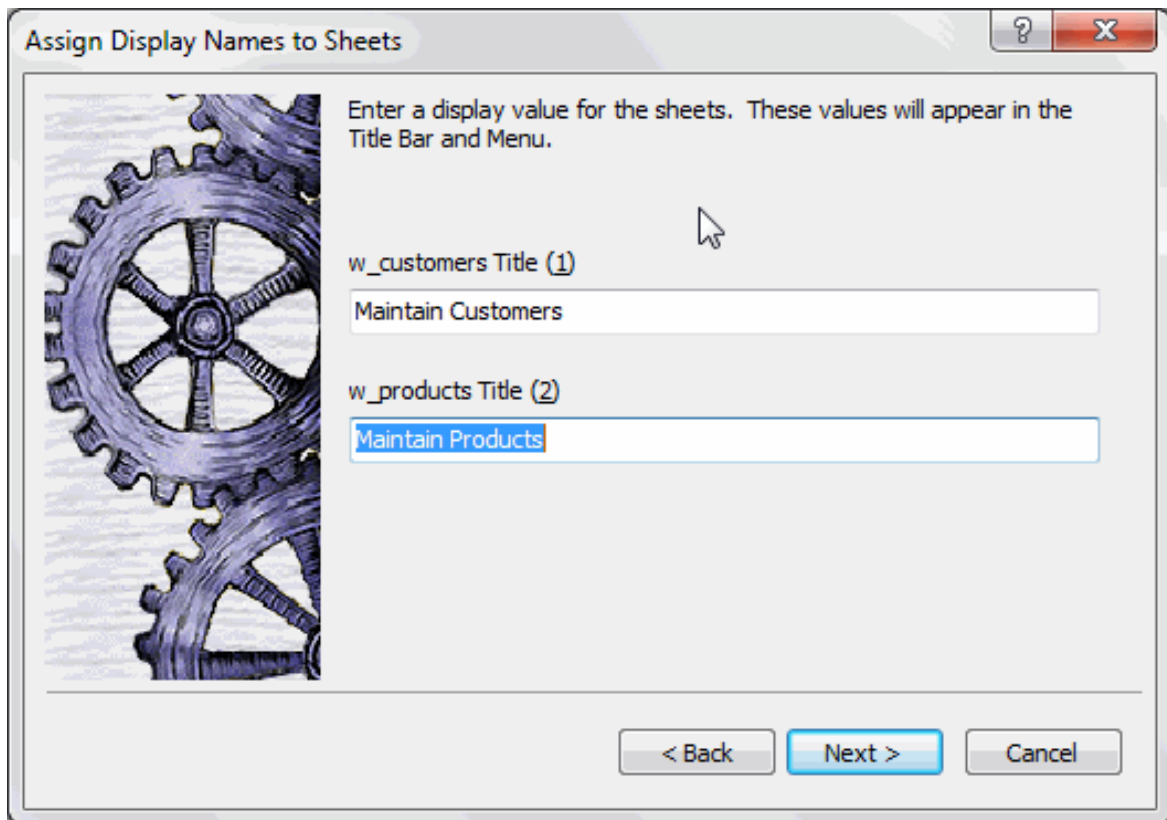 Assign Display Names to Sheets
?
X
Enter a display value for the sheets.  These values will appear in the
Title Bar and Menu.
w_customers Title (1)
Maintain Customers
w_products Title (2)
Maintain Products
< Back
Next >
Cancel